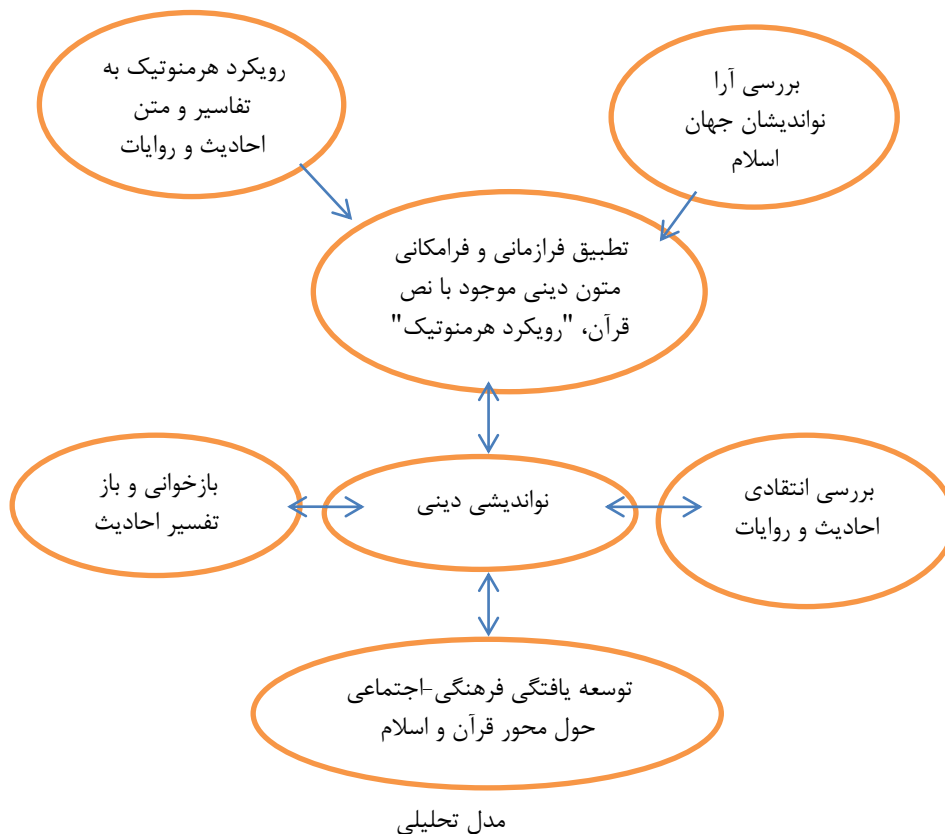 بررسی آرا
نواندیشان جهان
اسلام
رویکرد هرمنوتیک به
تفاسیر و متن
احادیث و روایات
تطبیق فرازمانی و فرامکانی
متون دینی موجود با نص
قرآن، "رویکرد هرمنوتیک"
بررسی انتقادی
احادیث و روایات
نواندیشی دینی
بازخوانی و باز
تفسیر احادیث
توسعه یافتگی فرهنگی-اجتماعی
حول محور قرآن و اسلام
مدل تحلیلی